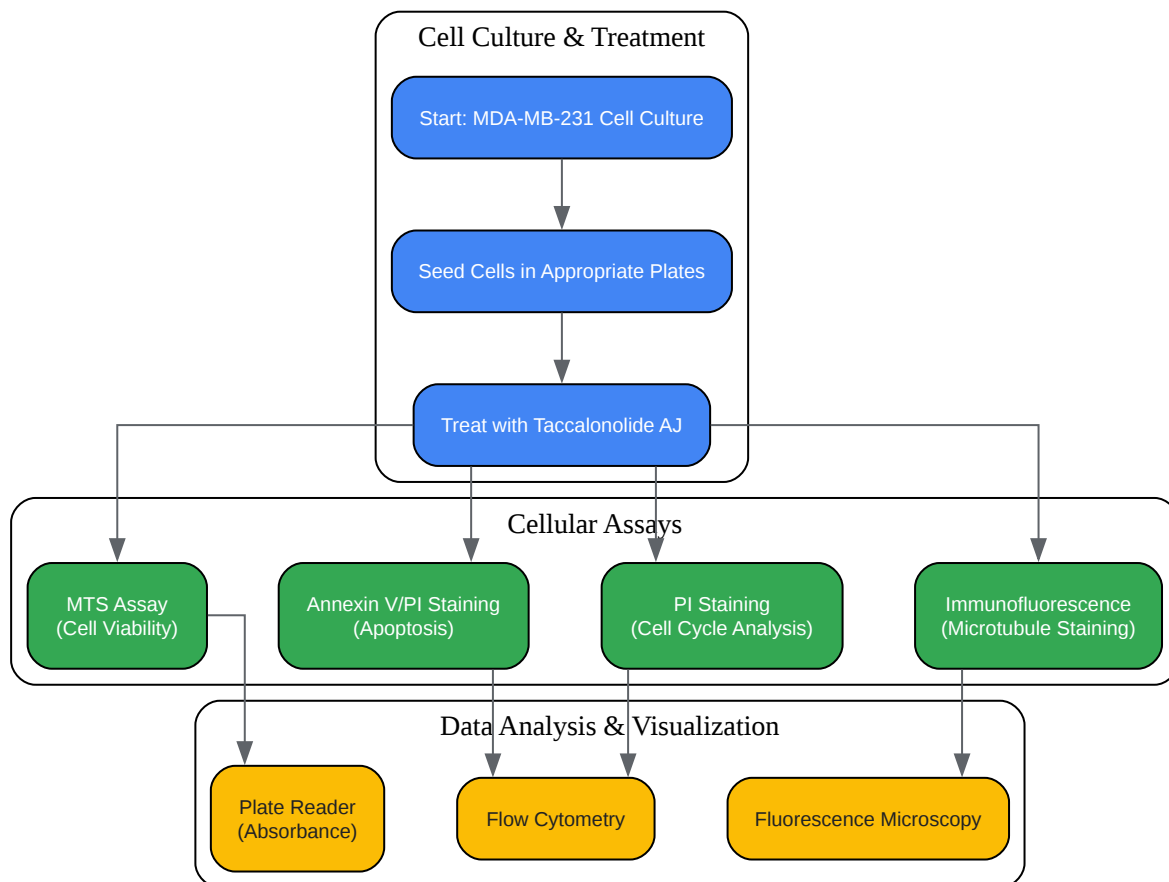 Cell Culture & Treatment
Start: MDA-MB-231 Cell Culture
Seed Cells in Appropriate Plates
Treat with Taccalonolide AJ
Cellular Assays
MTS Assay
(Cell Viability)
Annexin V/PI Staining
(Apoptosis)
PI Staining
(Cell Cycle Analysis)
Immunofluorescence
(Microtubule Staining)
Data Analysis & Visualization
Plate Reader
(Absorbance)
Flow Cytometry
Fluorescence Microscopy